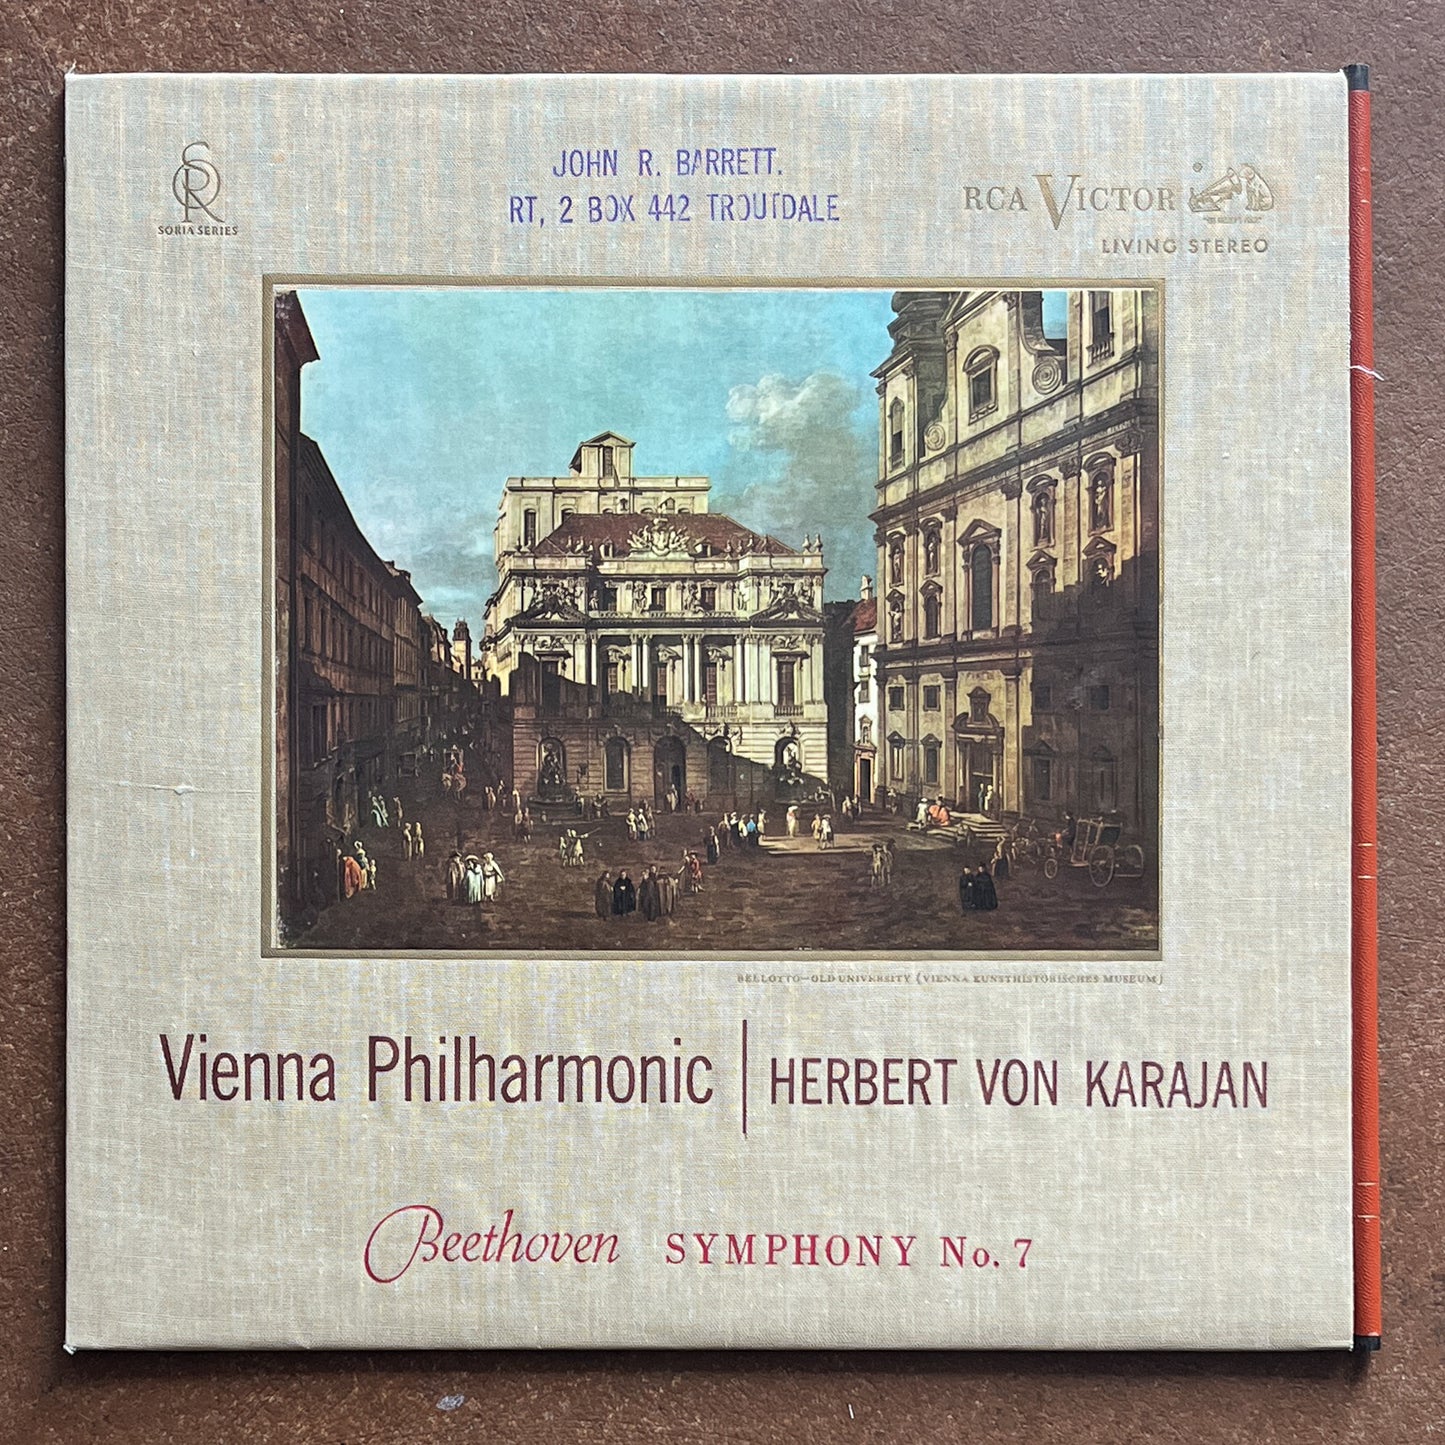 SORIA SERIES
JOHN R. BARRETT.
RT, 2 BOX 442 TROUTDALE
RCA VICTOR
LIVING STEREO
BELLOTTO—OLD UNIVERSITY (VIENNA KUNSTHISTORISCHES MUSEUM)
Vienna Philharmonic | HERBERT VON KARAJAN
Beethoven SYMPHONY No. 7